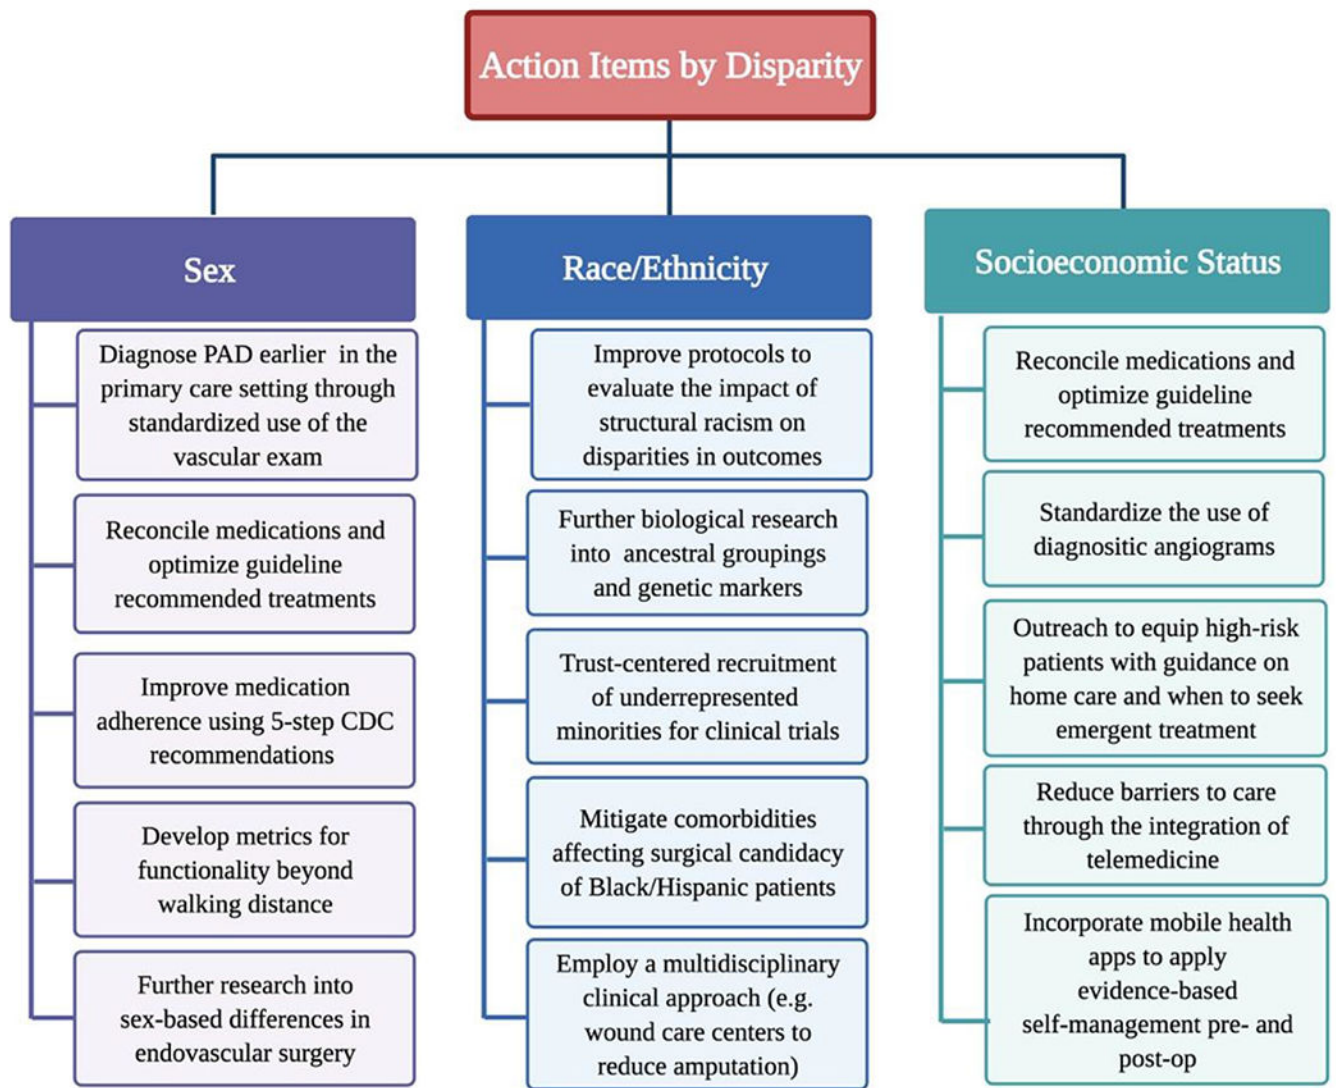 Action Items by Disparity
Sex
Diagnose PAD earlier in the
primary care setting through
standardized use of the
vascular exam
Reconcile medications and
optimize guideline
recommended treatments
Improve medication
adherence using 5-step CDC
recommendations
Develop metrics for
functionality beyond
walking distance
Further research into
sex-based differences in
endovascular surgery
Race/Ethnicity
Improve protocols to
evaluate the impact of
structural racism on
disparities in outcomes
Further biological research
into ancestral groupings
and genetic markers
Trust-centered recruitment
of underrepresented
minorities for clinical trials
Mitigate comorbidities
affecting surgical candidacy
of Black/Hispanic patients
Employ a multidisciplinary
clinical approach (e.g.
wound care centers to
reduce amputation)
Socioeconomic Status
Reconcile medications and
optimize guideline
recommended treatments
Standardize the use of
diagnositic angiograms
Outreach to equip high-risk
patients with guidance on
home care and when to seek
emergent treatment
Reduce barriers to care
through the integration of
telemedicine
Incorporate mobile health
apps to apply
evidence-based
self-management pre- and
post-op